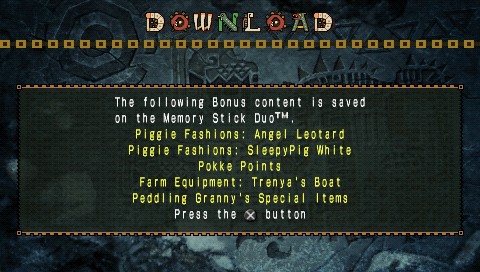 DOWNLOAD
The following Bonus content is saved
on the Memory Stick Duo™.
Piggie Fashions: Angel Leotard
Piggie Fashions: SleepyPig White
Pokke Points
Farm Equipment: Trenya's Boat
Peddling Granny's Special Items
Press the ✕ button